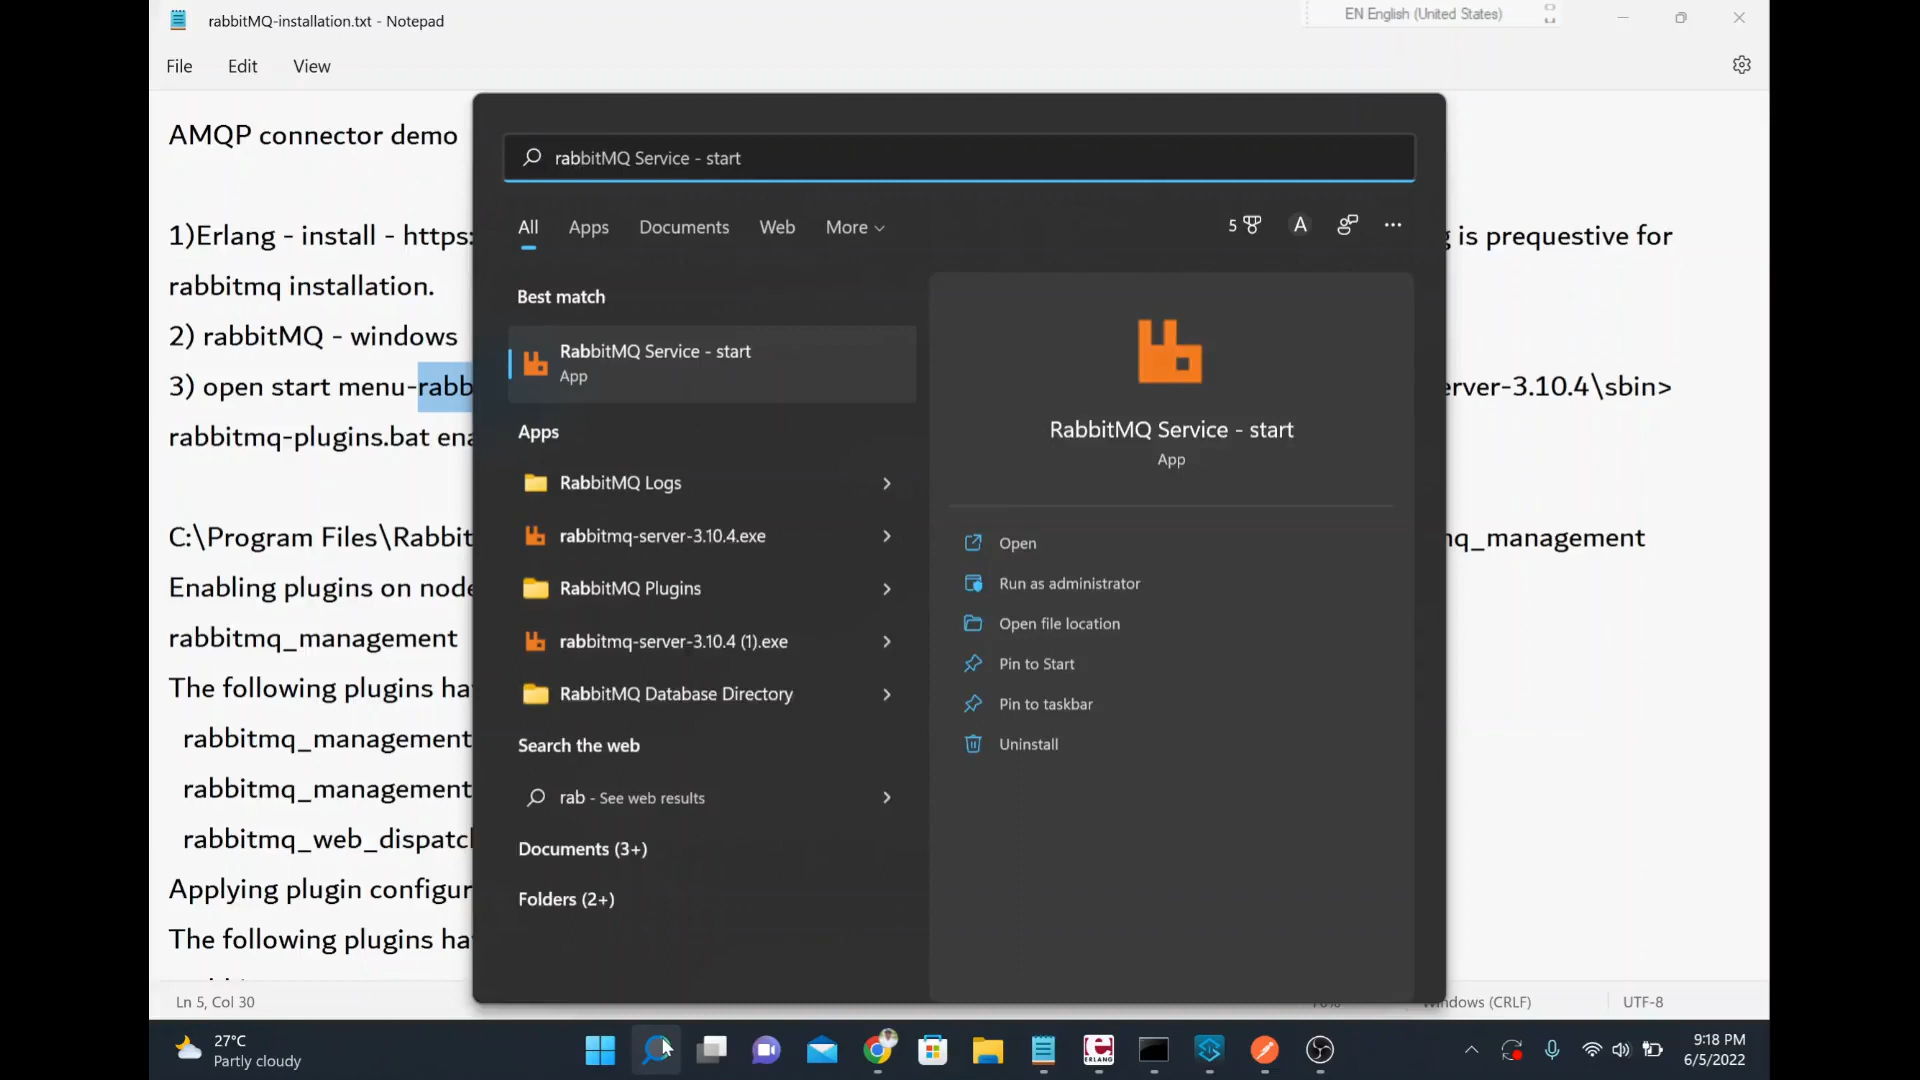 rabbitMQ-installation.txt - Notepad
EN English (United States)
File Edit View
AMQP connector demo
1)Erlang - install - https:
is prequestive for
rabbitmq installation.
2) rabbitMQ - windows
3) open start menu-rabb
erver-3.10.4\sbin>
rabbitmq-plugins.bat ena
C:\Program Files\Rabbit
mq_management
Enabling plugins on node
rabbitmq_management
The following plugins ha
rabbitmq_management
rabbitmq_management
rabbitmq_web_dispatch
Applying plugin configur
The following plugins ha
Ln 5, Col 30
Windows (CRLF)
UTF-8
rabbitMQ Service - start
All Apps Documents Web More
5
A
Best match
RabbitMQ Service - start
App
Apps
RabbitMQ Logs
rabbitmq-server-3.10.4.exe
RabbitMQ Plugins
rabbitmq-server-3.10.4 (1).exe
RabbitMQ Database Directory
Search the web
rab - See web results
Documents (3+)
Folders (2+)
RabbitMQ Service - start
App
Open
Run as administrator
Open file location
Pin to Start
Pin to taskbar
Uninstall
27°C
Partly cloudy
ERLANG
9:18 PM
6/5/2022